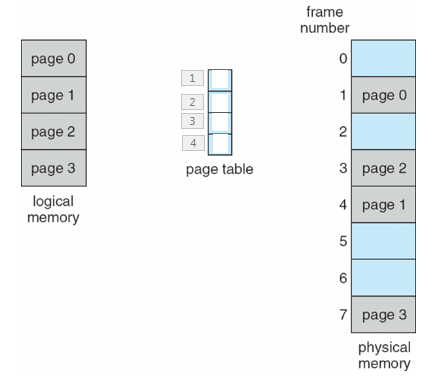 frame
number
page 0
page 1
page 2
page 3
logical
memory
1
2
3
4
page table
0
1 page 0
2
3 page 2
4 page 1
5
6
7 page 3
physical
memory